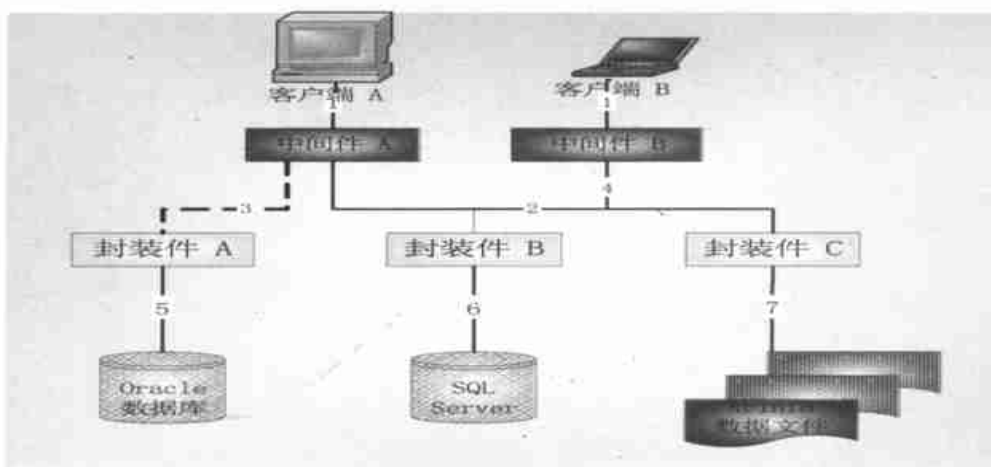 客户端 A
客户端 B
1
1
中间件 A
中间件 B
4
3
2
封装件 A
封装件 B
封装件 C
5
6
7
Oracle
数据库
SQL
Server
数据文件